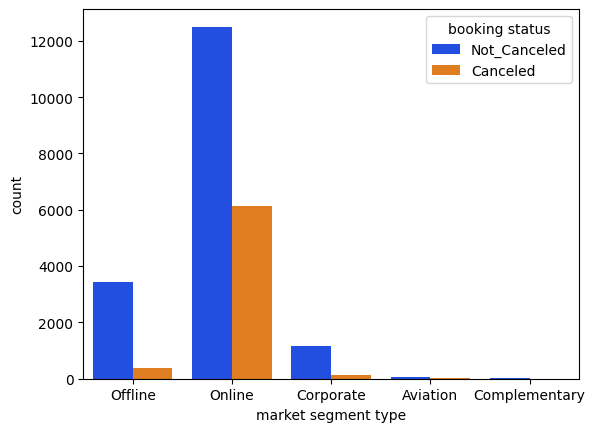 booking status
Not_Canceled
Canceled
12000
10000
8000
6000
4000
2000
0
count
Offline Online Corporate Aviation Complementary
market segment type